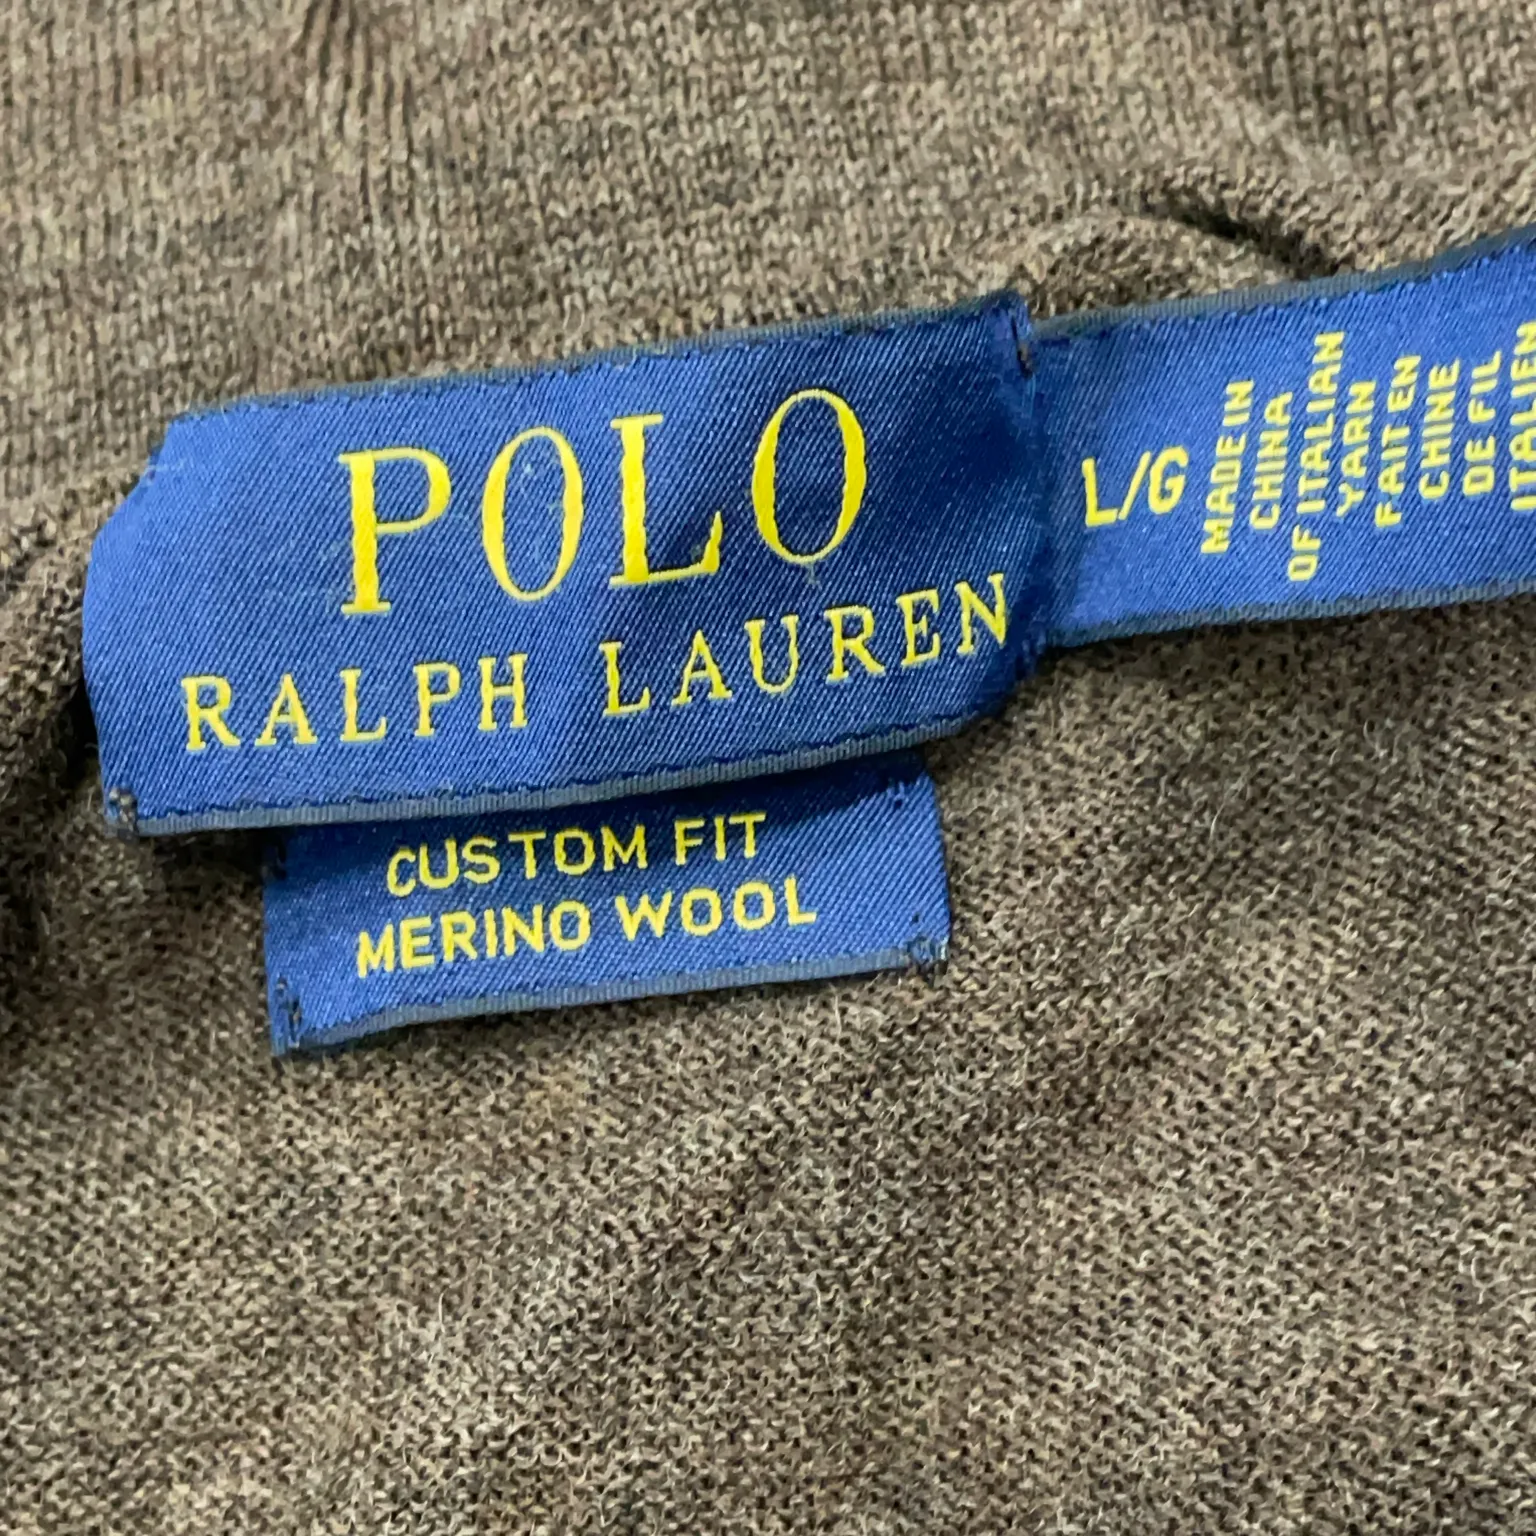 POLO
RALPH LAUREN
CUSTOM FIT
MERINO WOOL
L/G
MADE IN
CHINA
OF ITALIAN
YARN
FAIT EN
CHINE
DE FIL
ITALIEN